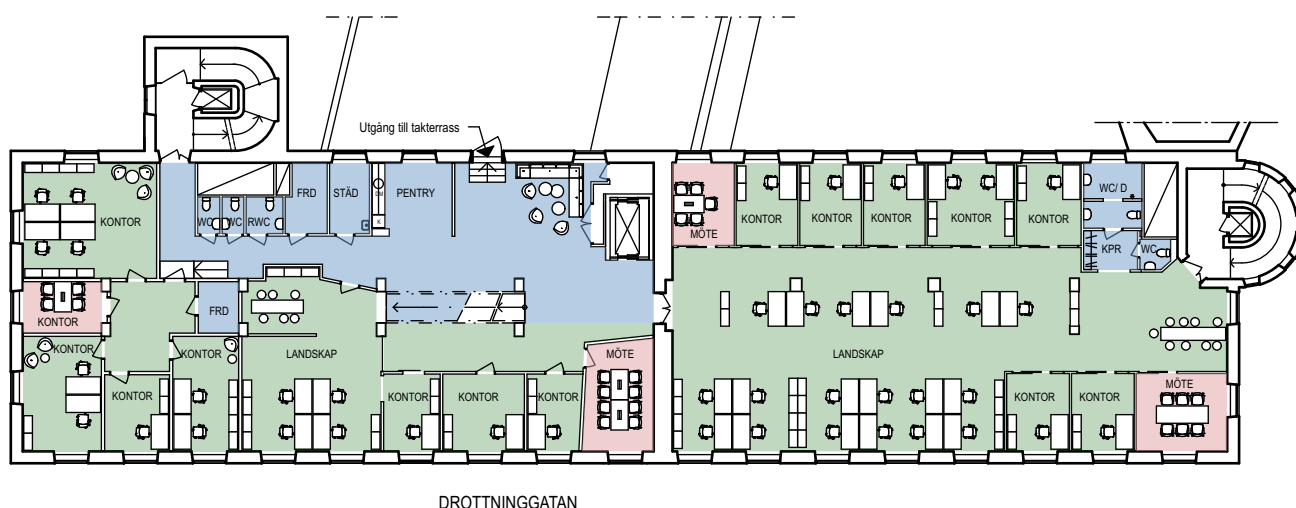 Utgång till takterrass
FRD
STÄD
DM
PENTRY
K
WC
WC
RWC
KONTOR
MÖTE
KONTOR
KONTOR
KONTOR
KONTOR
KONTOR
WC/ D
KPR
WC
KONTOR
FRD
KONTOR
KONTOR
KONTOR
LANDSKAP
KONTOR
KONTOR
KONTOR
MÖTE
LANDSKAP
KONTOR
KONTOR
MÖTE
DROTTNINGGATAN